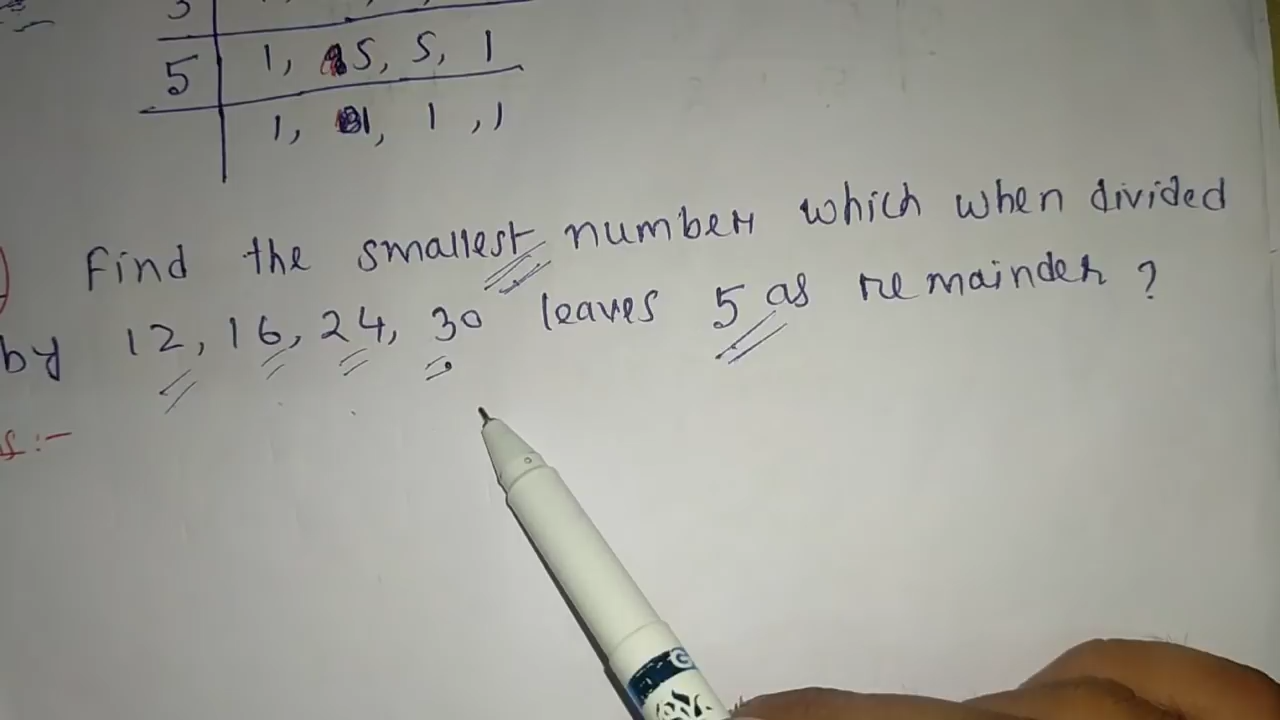 5 1, 5, 5, 1
1, 1, 1, 1
Find the smallest number which when divided
by 12, 16, 24, 30 leaves 5 as remainder ?